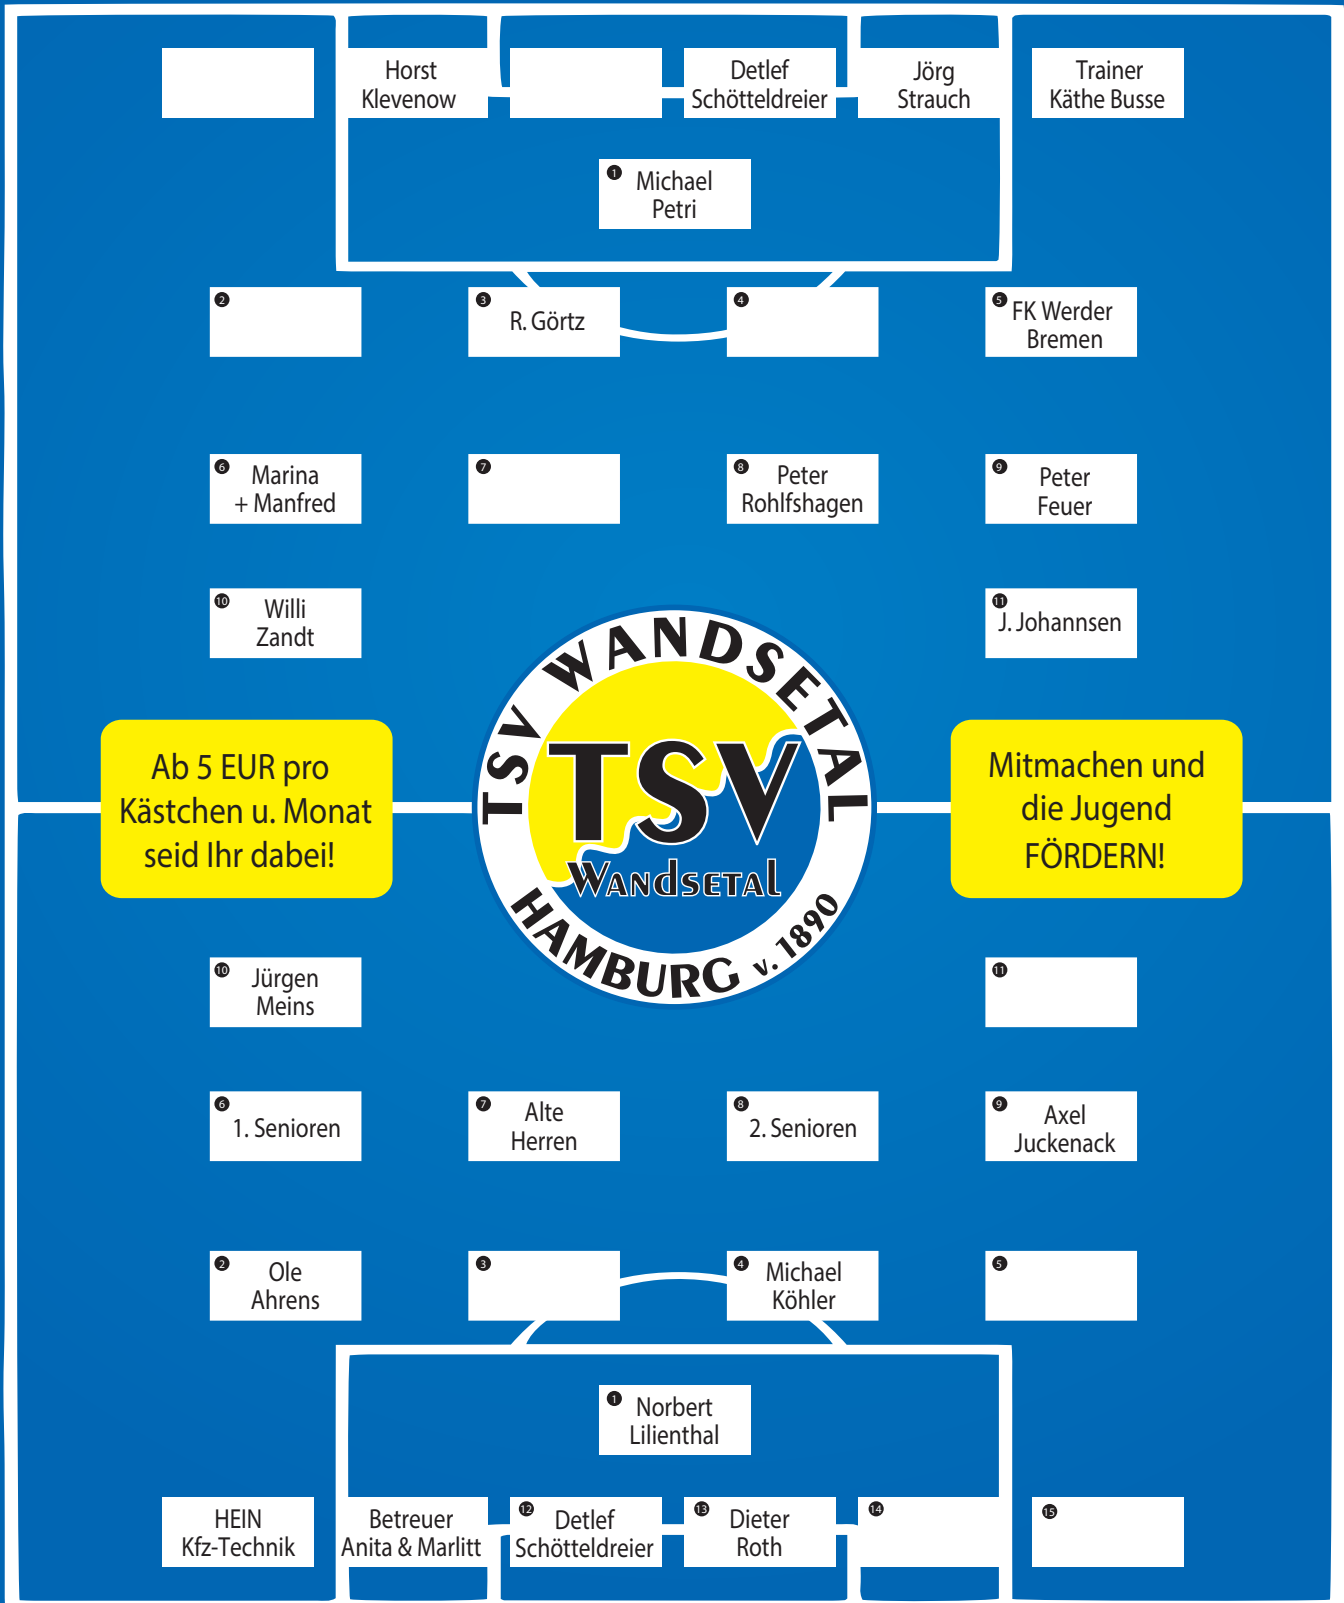 Horst
Klevenow
Detlef
Schötteldreier
Jörg
Strauch
Trainer
Käthe Busse
1
Michael
Petri
2
3
R. Görtz
4
5
FK Werder
Bremen
6
Marina
+ Manfred
7
8
Peter
Rohlfshagen
9
Peter
Feuer
10
Willi
Zandt
11
J. Johannsen
Ab 5 EUR pro
Kästchen u. Monat
seid Ihr dabei!
TSV WANDSETAL
TSV
WANDSETAL
HAMBURG v. 1890
Mitmachen und
die Jugend
FÖRDERN!
10
Jürgen
Meins
11
6
1. Senioren
7
Alte
Herren
8
2. Senioren
9
Axel
Juckenack
2
Ole
Ahrens
3
4
Michael
Köhler
5
1
Norbert
Lilienthal
HEIN
Kfz-Technik
Betreuer
Anita & Marlitt
12
Detlef
Schötteldreier
13
Dieter
Roth
14
15